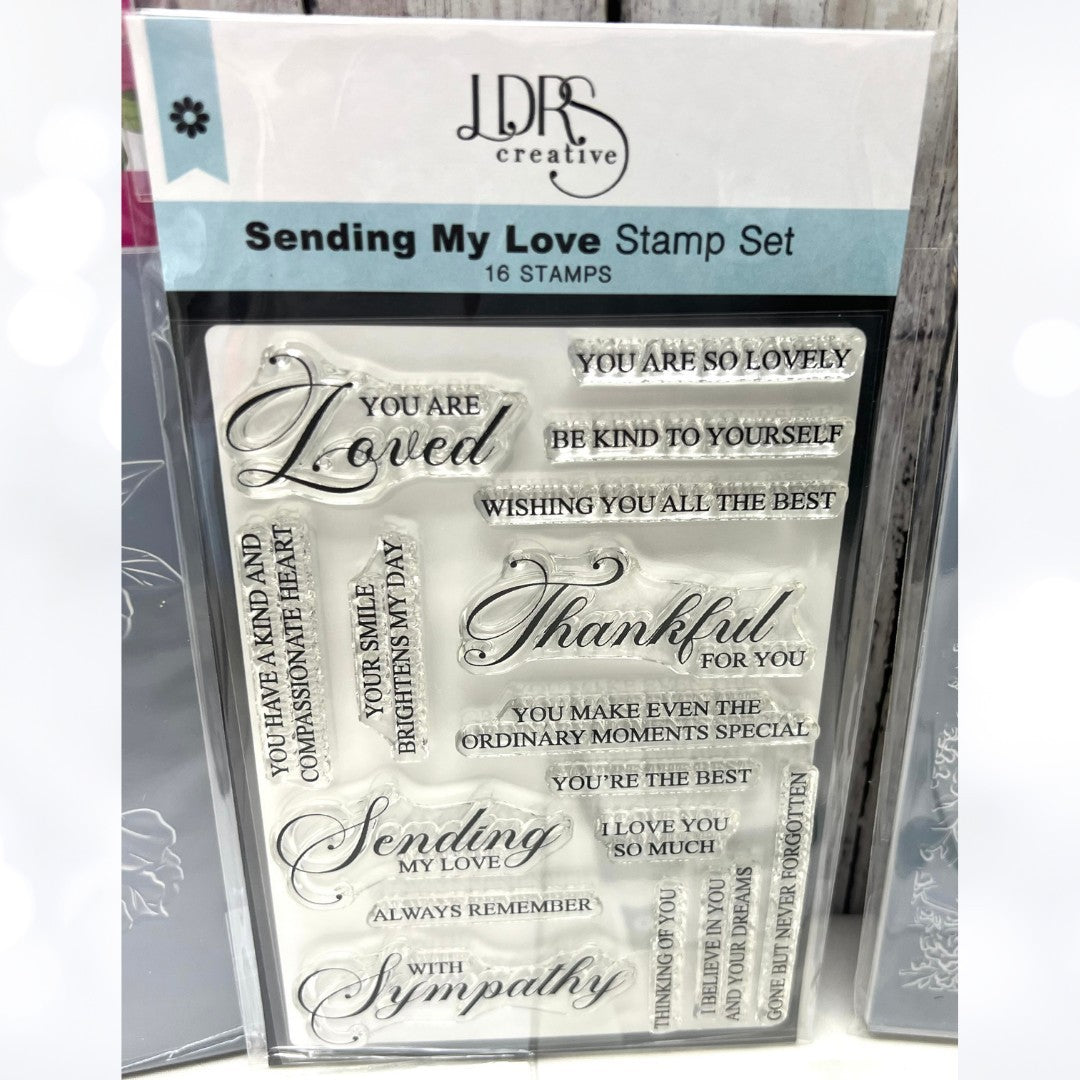 LDRS
creative
Sending My Love Stamp Set
16 STAMPS
YOU ARE
Loved
YOU ARE SO LOVELY
BE KIND TO YOURSELF
WISHING YOU ALL THE BEST
YOU HAVE A KIND AND
COMPASSIONATE HEART
YOUR SMILE
BRIGHTENS MY DAY
Thankful
FOR YOU
YOU MAKE EVEN THE
ORDINARY MOMENTS SPECIAL
YOU'RE THE BEST
Sending
MY LOVE
I LOVE YOU
SO MUCH
ALWAYS REMEMBER
WITH
Sympathy
THINKING OF YOU
I BELIEVE IN YOU
AND YOUR DREAMS
GONE BUT NEVER FORGOTTEN